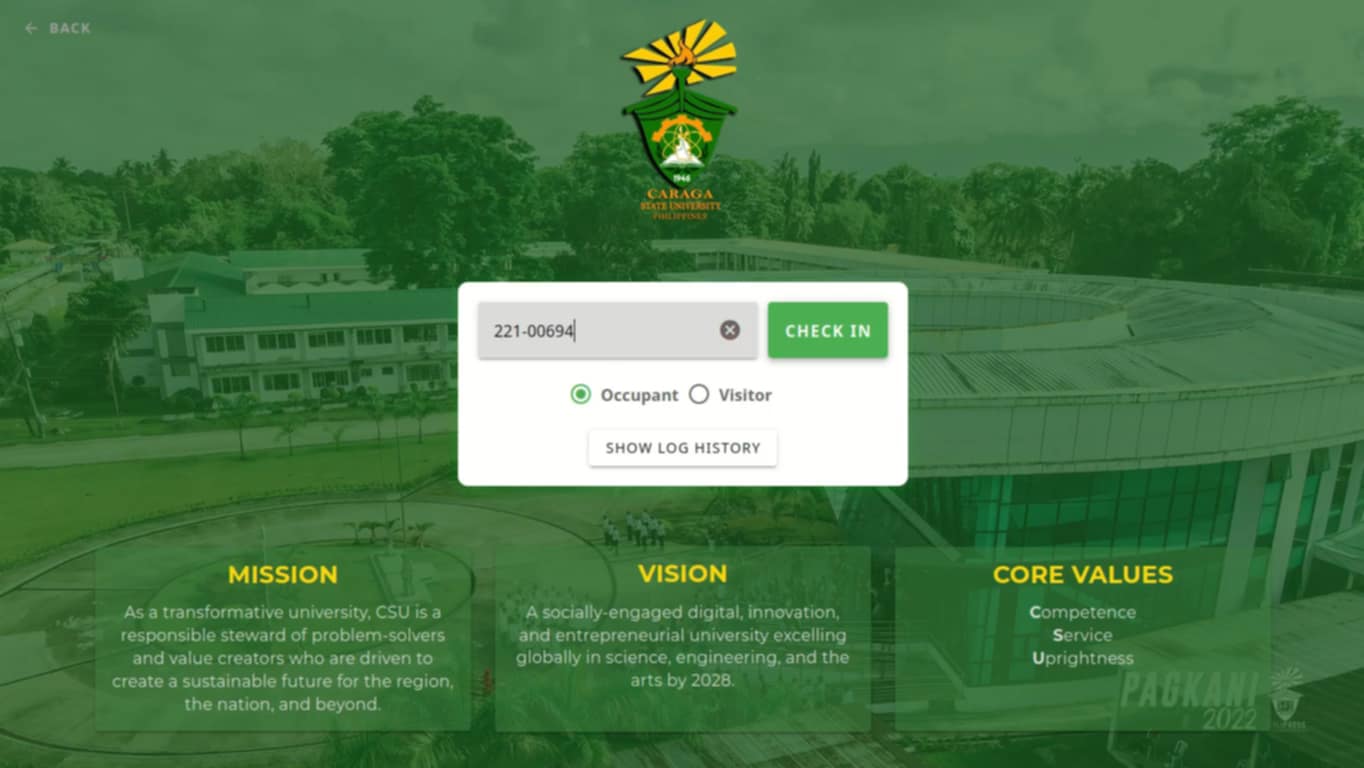 BACK
1946
CARAGA
STATE UNIVERSITY
PHILIPPINES
221-00694
CHECK IN
Occupant
Visitor
SHOW LOG HISTORY
MISSION
As a transformative university, CSU is a
responsible steward of problem-solvers
and value creators who are driven to
create a sustainable future for the region,
the nation, and beyond.
VISION
A socially-engaged digital, innovation,
and entrepreneurial university excelling
globally in science, engineering, and the
arts by 2028.
CORE VALUES
Competence
Service
Uprightness
PAGKANI
2022